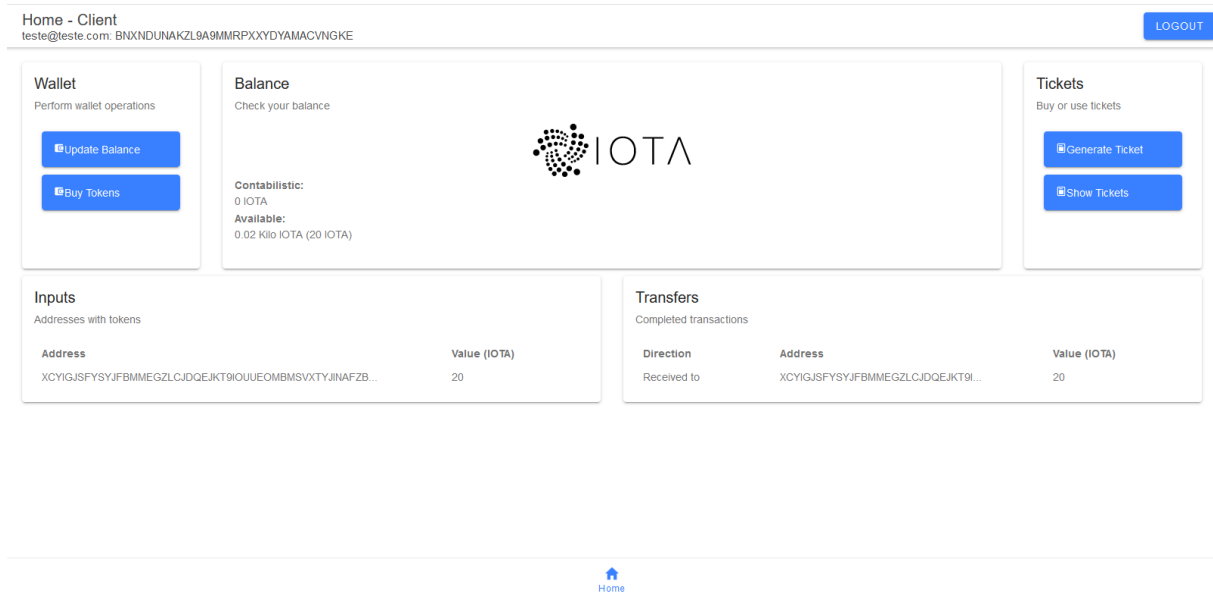 Home - Client
teste@teste.com: BNXNDUNAKZL9A9MMRPXXYDYAMACVNGKE
LOGOUT
Wallet
Perform wallet operations
Update Balance
Buy Tokens
Balance
Check your balance
IOTA
Contabilistic:
0 IOTA
Available:
0.02 Kilo IOTA (20 IOTA)
Tickets
Buy or use tickets
Generate Ticket
Show Tickets
Inputs
Addresses with tokens
Address Value (IOTA)
XCYIGJSFYSYJFBMMEGZLCJDQEJKT9IOUUEOMBMSVXTYJINAFZB... 20
Transfers
Completed transactions
Direction Address Value (IOTA)
Received to XCYIGJSFYSYJFBMMEGZLCJDQEJKT9I... 20
Home